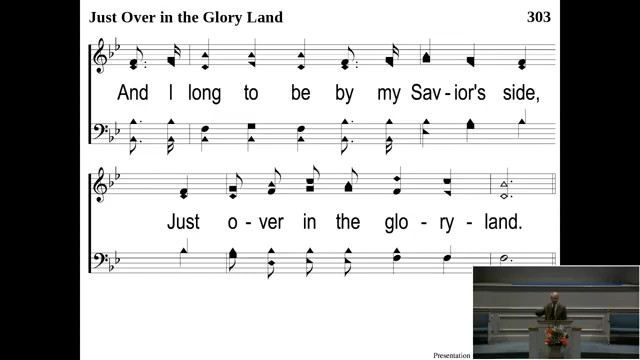 Just Over in the Glory Land 303
And I long to be by my Sav - ior's side,
Just o - ver in the glo - ry - land.
Presentation